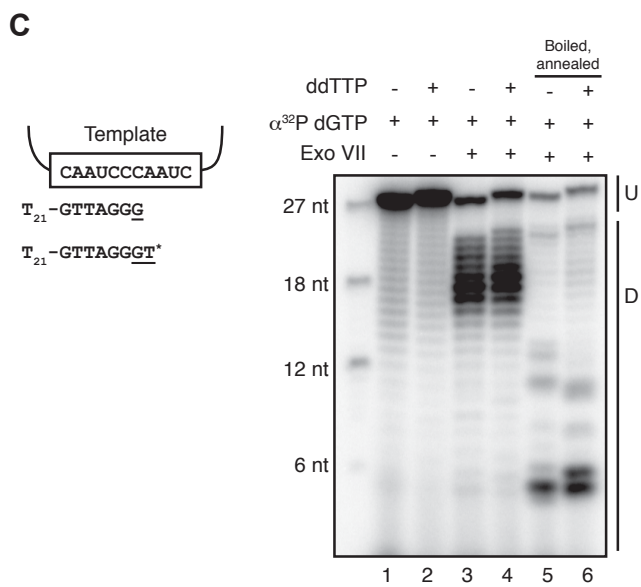 C
Boiled,
annealed
ddTTP - + - + - +
α³²P dGTP + + + + + +
Exo VII - - + + + +
Template
CAAUCCCAAUC
T₂₁-GTTAGGG
T₂₁-GTTAGGGT*
27 nt
18 nt
12 nt
6 nt
U
D
1 2 3 4 5 6